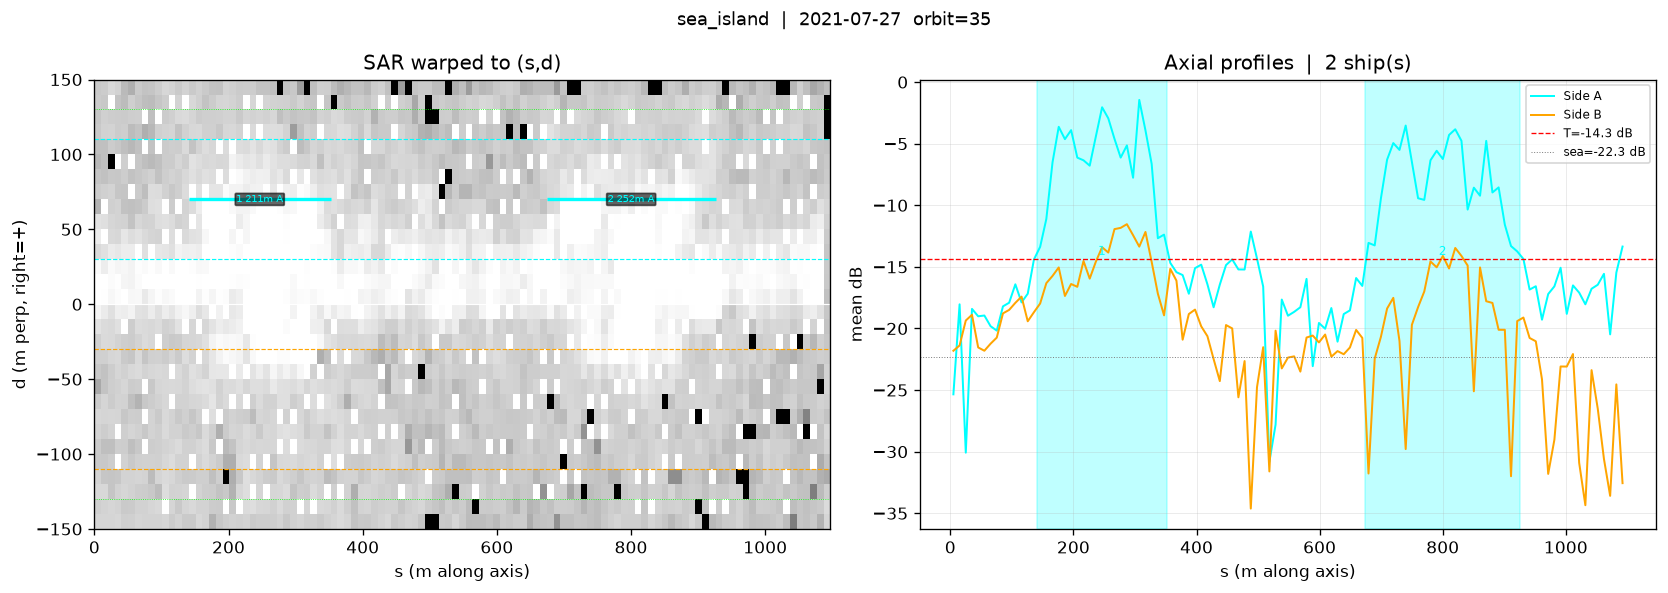 sea_island  |  2021-07-27  orbit=35
SAR warped to (s,d)
150
100
50
0
−50
−100
−150
d (m perp, right=+)
1 211m A
2 252m A
0
200
400
600
800
1000
s (m along axis)
Axial profiles  |  2 ship(s)
0
−5
−10
−15
−20
−25
−30
−35
mean dB
Side A
Side B
T=-14.3 dB
sea=-22.3 dB
1
2
0
200
400
600
800
1000
s (m along axis)